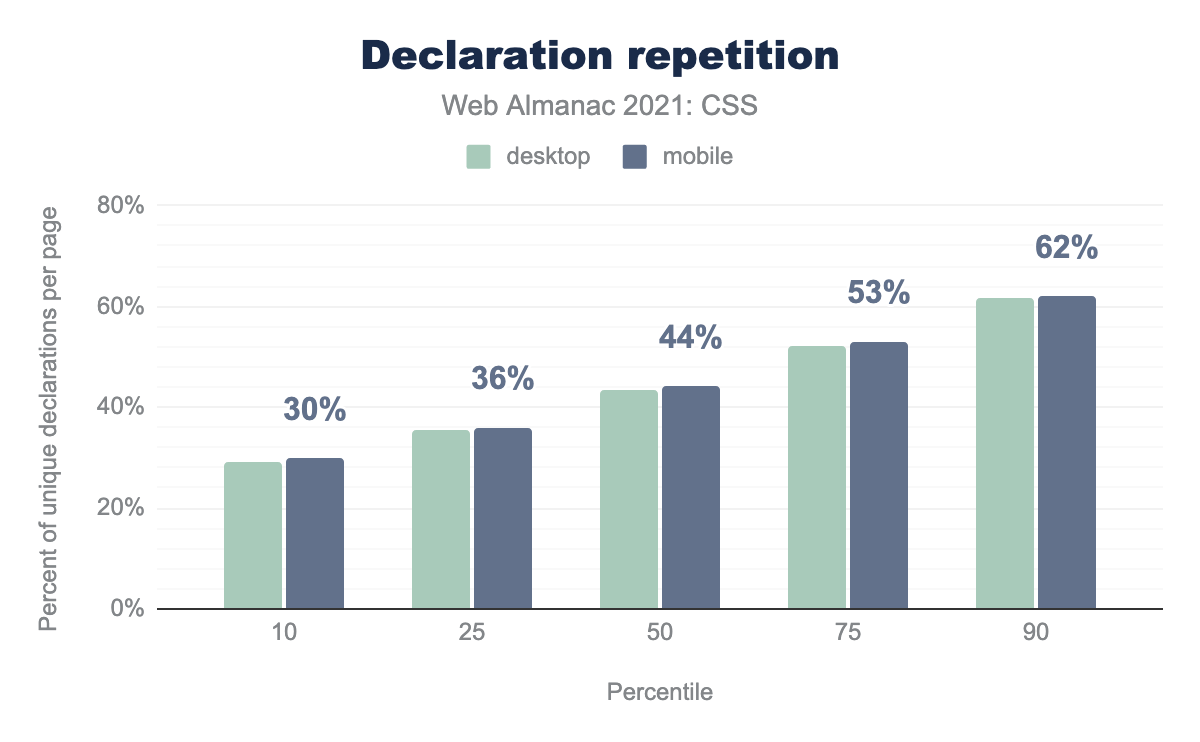 Declaration repetition
Web Almanac 2021: CSS
desktop
mobile
Percent of unique declarations per page
80%
60%
40%
20%
0%
30%
36%
44%
53%
62%
10
25
50
75
90
Percentile